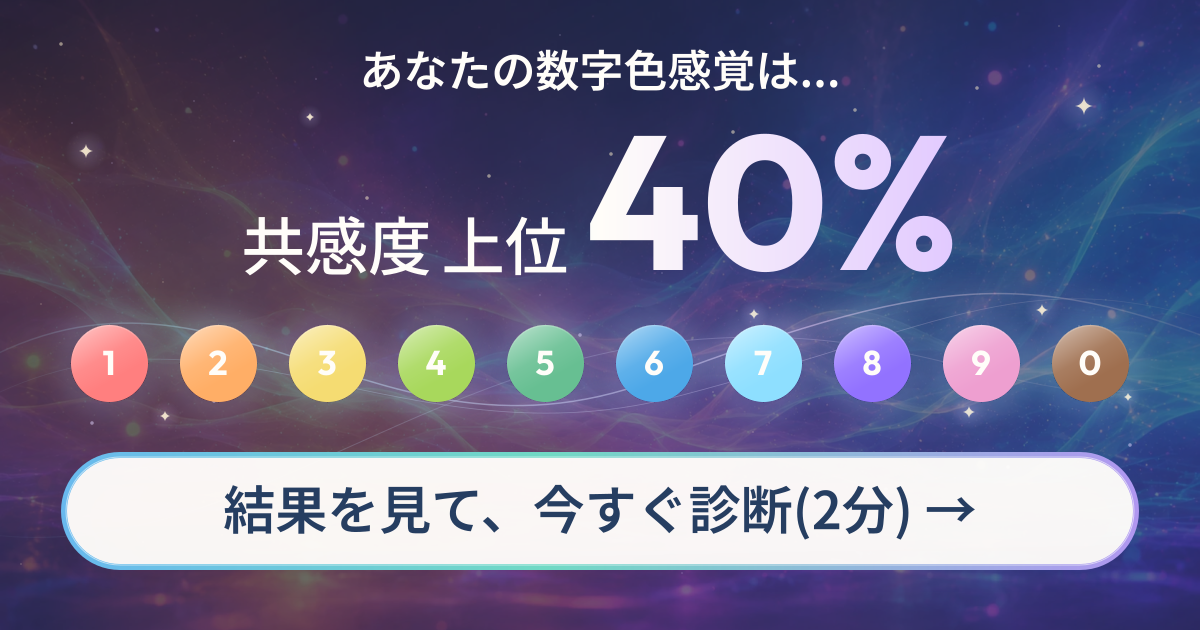 あなたの数字色感覚は...
共感度 上位 40%
1 2 3 4 5 6 7 8 9 0
結果を見て、今すぐ診断(2分) →